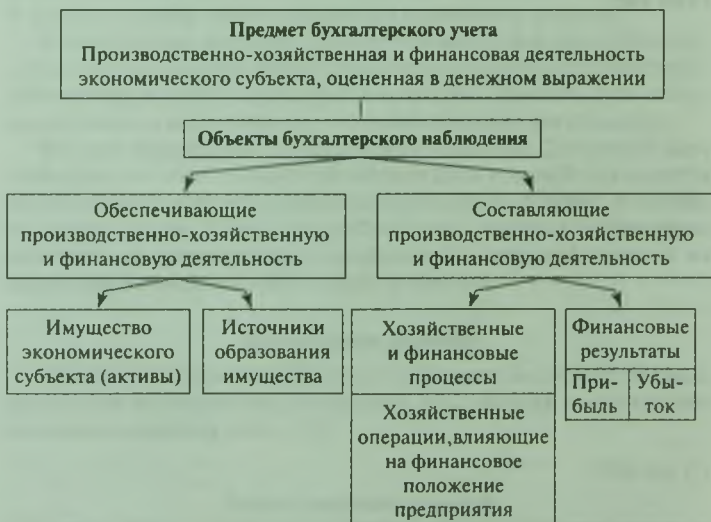 Предмет бухгалтерского учета
Производственно-хозяйственная и финансовая деятельность
экономического субъекта, оцененная в денежном выражении
Объекты бухгалтерского наблюдения
Обеспечивающие
производственно-хозяйственную
и финансовую деятельность
Составляющие
производственно-хозяйственную
и финансовую деятельность
Имущество
экономического
субъекта (активы)
Источники
образования
имущества
Хозяйственные
и финансовые
процессы
Хозяйственные
операции,влияющие
на финансовое
положение
предприятия
Финансовые
результаты
При-
быль
Убы-
ток